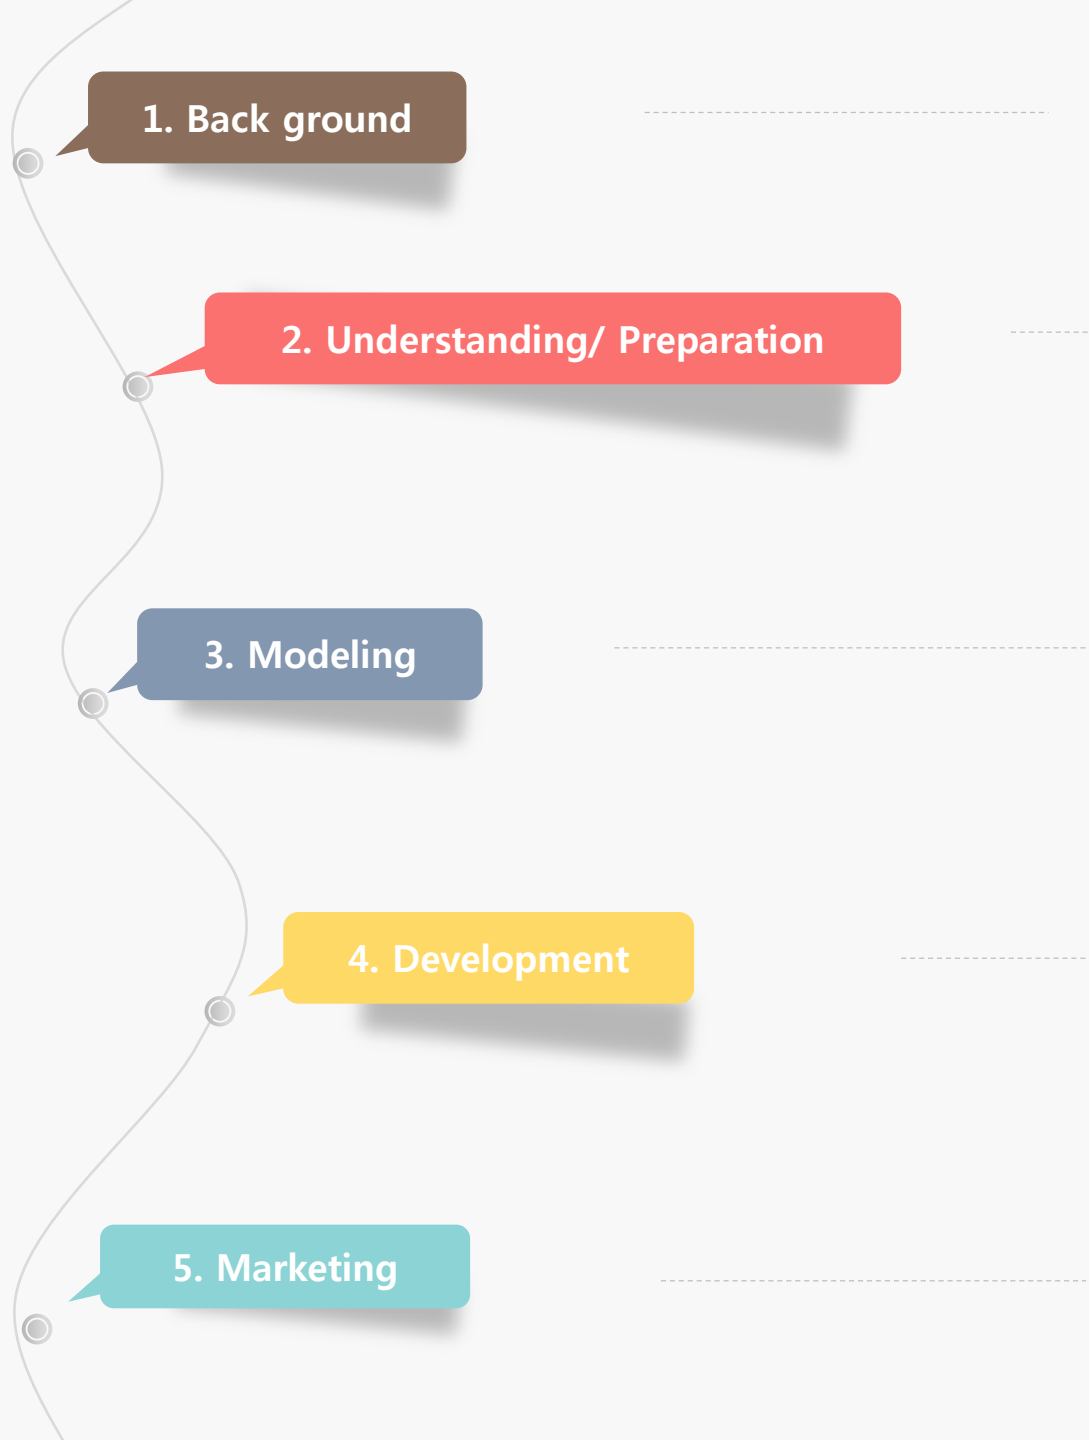 1. Back ground
2. Understanding/ Preparation
3. Modeling
4. Development
5. Marketing